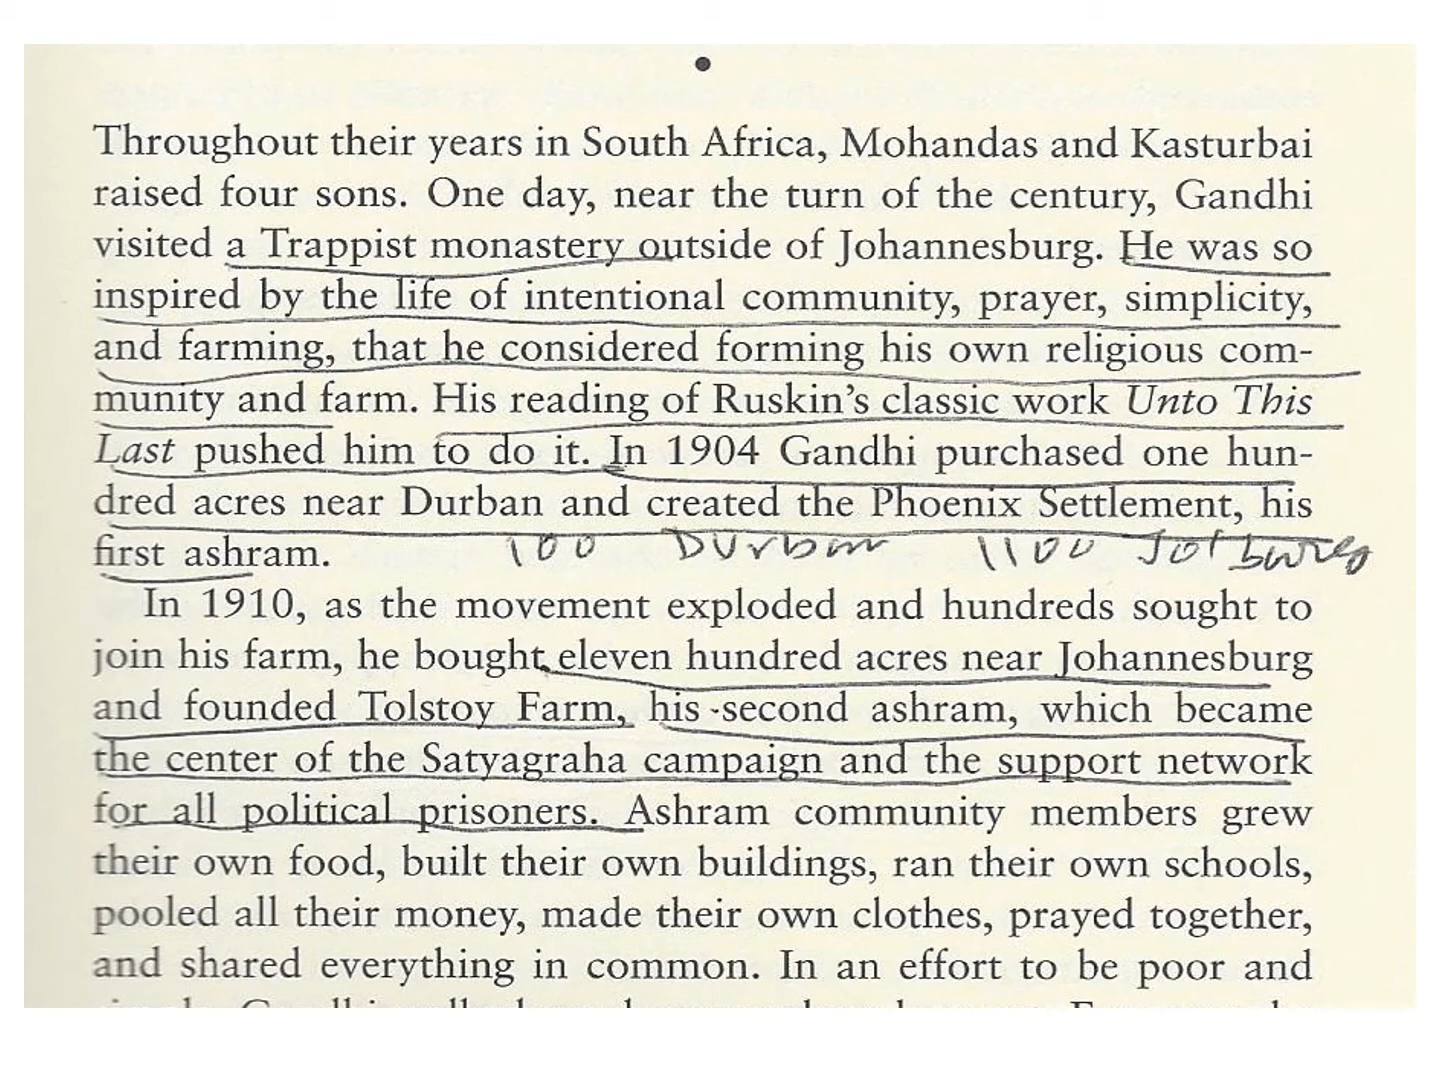 Throughout their years in South Africa, Mohandas and Kasturbai
raised four sons. One day, near the turn of the century, Gandhi
visited a Trappist monastery outside of Johannesburg. He was so
inspired by the life of intentional community, prayer, simplicity,
and farming, that he considered forming his own religious com-
munity and farm. His reading of Ruskin's classic work Unto This
Last pushed him to do it. In 1904 Gandhi purchased one hun-
dred acres near Durban and created the Phoenix Settlement, his
first ashram.
100 Durban 1100
In 1910, as the movement exploded and hundreds sought to
join his farm, he bought eleven hundred acres near Johannesburg
and founded Tolstoy Farm, his second ashram, which became
the center of the Satyagraha campaign and the support network
for all political prisoners. Ashram community members grew
their own food, built their own buildings, ran their own schools,
pooled all their money, made their own clothes, prayed together,
and shared everything in common. In an effort to be poor and